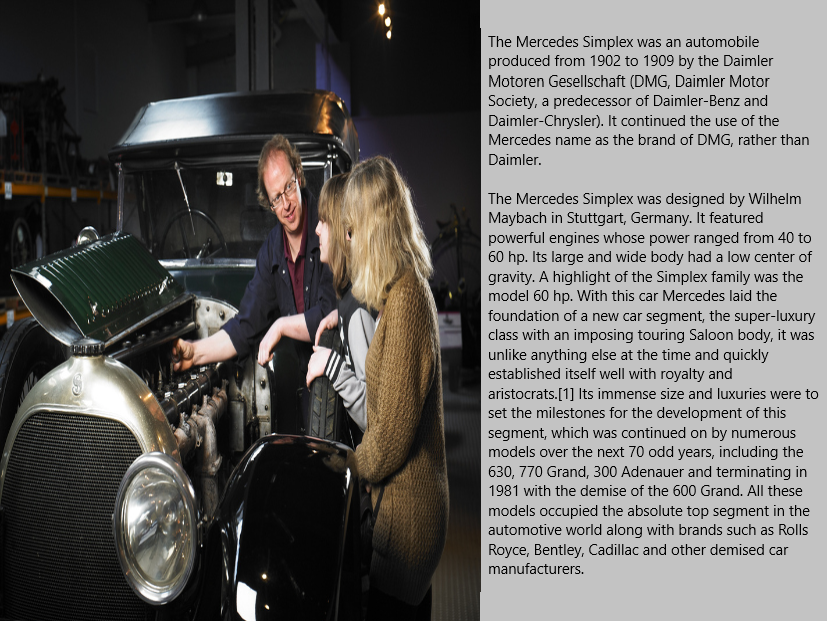 The Mercedes Simplex was an automobile
produced from 1902 to 1909 by the Daimler
Motoren Gesellschaft (DMG, Daimler Motor
Society, a predecessor of Daimler-Benz and
Daimler-Chrysler). It continued the use of the
Mercedes name as the brand of DMG, rather than
Daimler.
The Mercedes Simplex was designed by Wilhelm
Maybach in Stuttgart, Germany. It featured
powerful engines whose power ranged from 40 to
60 hp. Its large and wide body had a low center of
gravity. A highlight of the Simplex family was the
model 60 hp. With this car Mercedes laid the
foundation of a new car segment, the super-luxury
class with an imposing touring Saloon body, it was
unlike anything else at the time and quickly
established itself well with royalty and
aristocrats.[1] Its immense size and luxuries were to
set the milestones for the development of this
segment, which was continued on by numerous
models over the next 70 odd years, including the
630, 770 Grand, 300 Adenauer and terminating in
1981 with the demise of the 600 Grand. All these
models occupied the absolute top segment in the
automotive world along with brands such as Rolls
Royce, Bentley, Cadillac and other demised car
manufacturers.